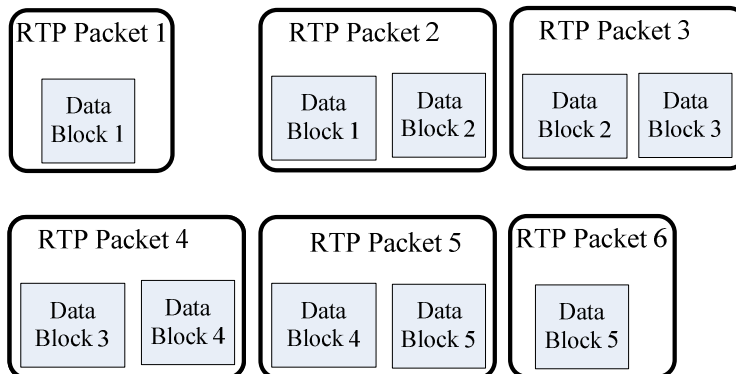 RTP Packet 1
Data
Block 1
RTP Packet 2
Data
Block 1
Data
Block 2
RTP Packet 3
Data
Block 2
Data
Block 3
RTP Packet 4
Data
Block 3
Data
Block 4
RTP Packet 5
Data
Block 4
Data
Block 5
RTP Packet 6
Data
Block 5